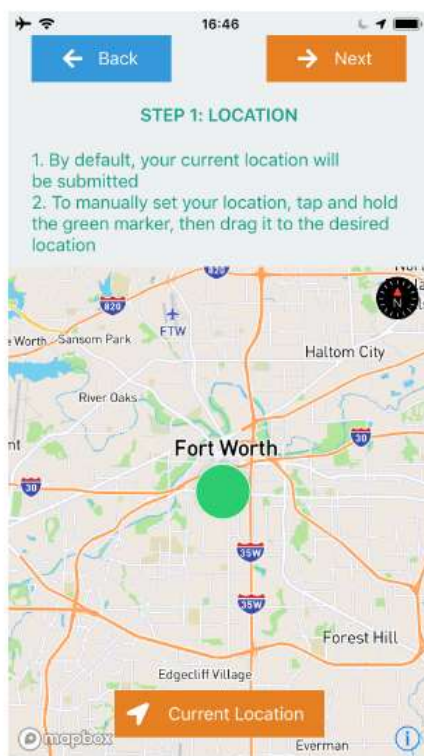 16:46
Back
Next
STEP 1: LOCATION
1. By default, your current location will
be submitted
2. To manually set your location, tap and hold
the green marker, then drag it to the desired
location
820
820
N
FTW
e Worth
Sansom Park
Haltom City
River Oaks
nt
Fort Worth
30
30
35W
35W
Forest Hill
Edgecliff Village
Current Location
mapbox
Everman
i